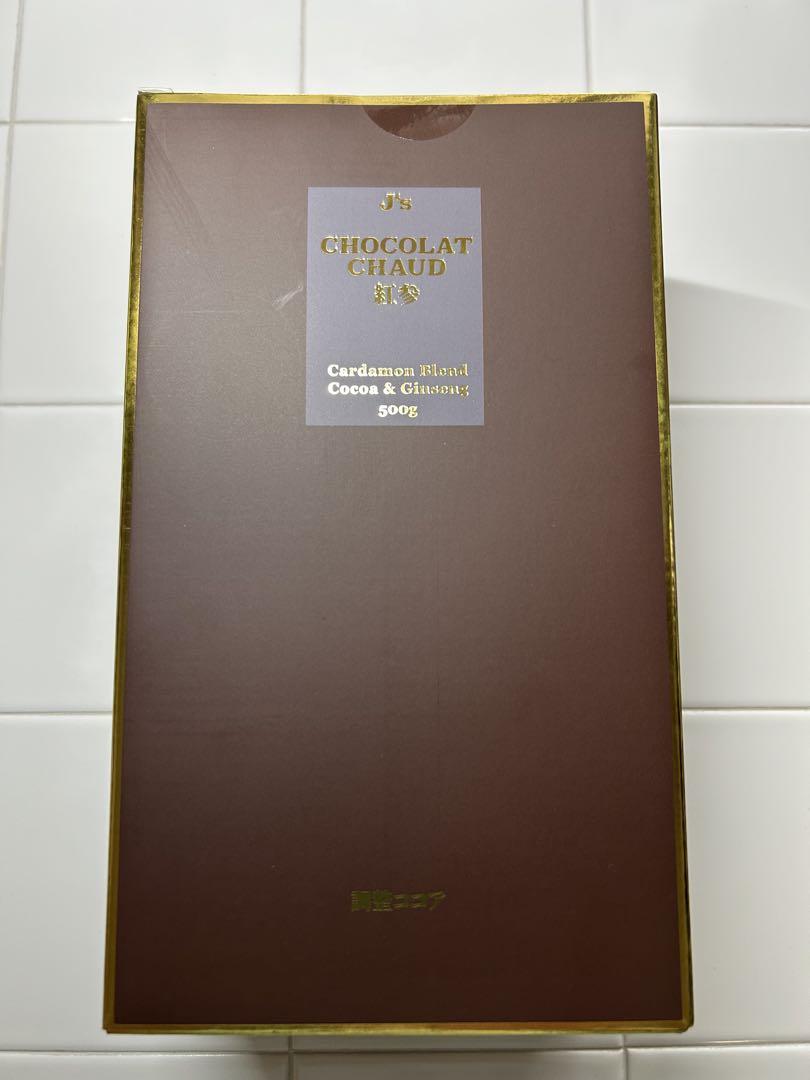 J's
CHOCOLAT
CHAUD
紅参
Cardamon Blend
Cocoa & Ginseng
500g
調整ココア